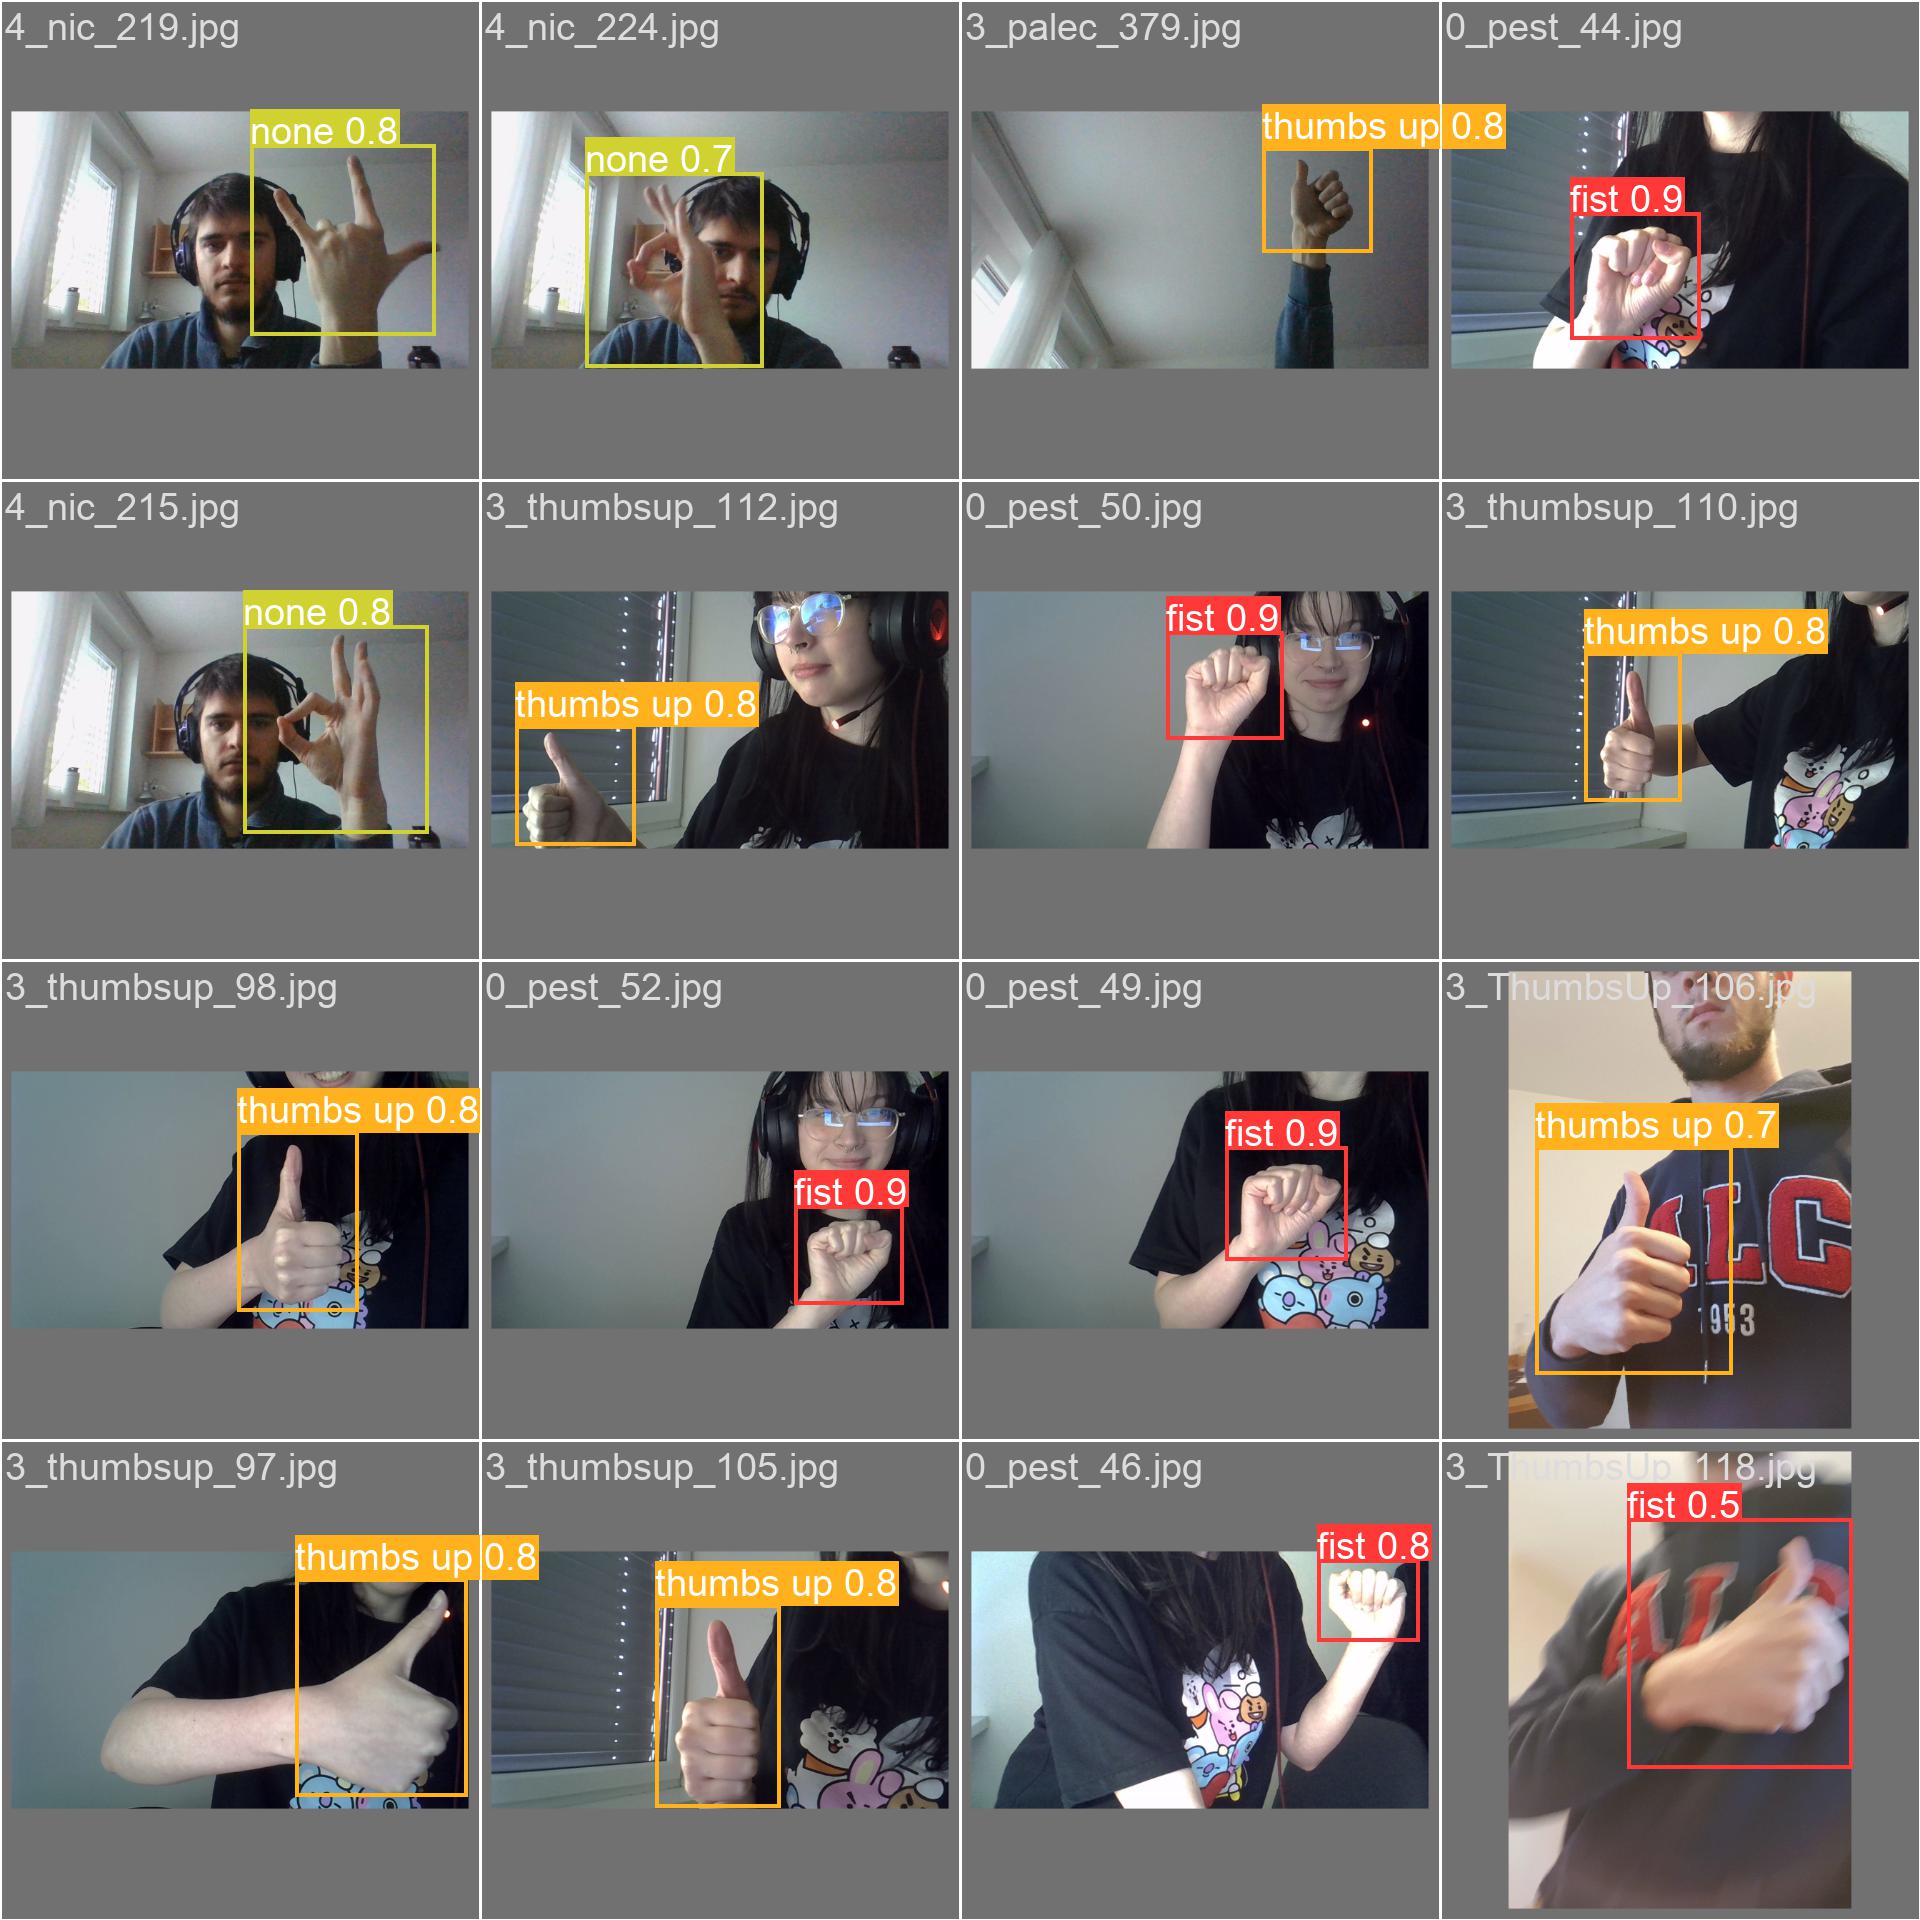 4_nic_219.jpg
none 0.8
4_nic_224.jpg
none 0.7
3_palec_379.jpg
thumbs up 0.8
0_pest_44.jpg
fist 0.9
4_nic_215.jpg
none 0.8
3_thumbsup_112.jpg
thumbs up 0.8
0_pest_50.jpg
fist 0.9
3_thumbsup_110.jpg
thumbs up 0.8
3_thumbsup_98.jpg
thumbs up 0.8
0_pest_52.jpg
fist 0.9
0_pest_49.jpg
fist 0.9
3_ThumbsUp_106.jpg
thumbs up 0.7
ALC
1953
3_thumbsup_97.jpg
thumbs up 0.8
3_thumbsup_105.jpg
thumbs up 0.8
0_pest_46.jpg
fist 0.8
3_ThumbsUp_118.jpg
fist 0.5